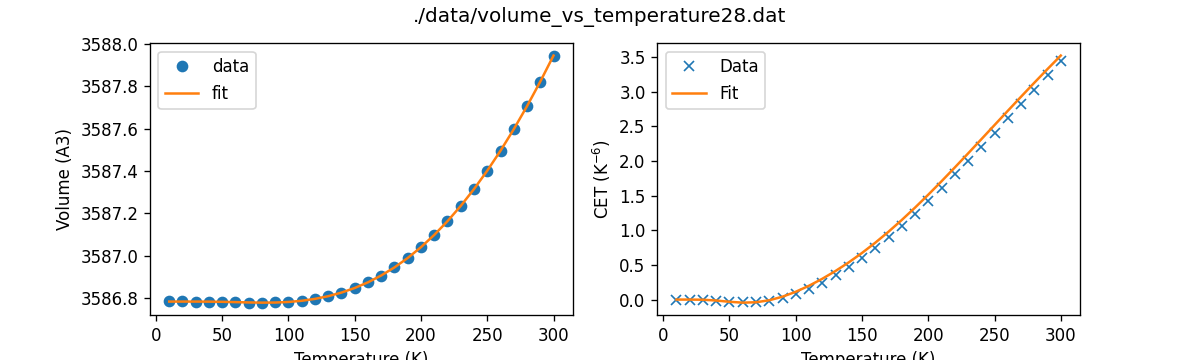 ./data/volume_vs_temperature28.dat
Volume (A3)
3588.0
3587.8
3587.6
3587.4
3587.2
3587.0
3586.8
data
fit
0 50 100 150 200 250 300
Temperature (K)
CET (K⁻⁶)
3.5
3.0
2.5
2.0
1.5
1.0
0.5
0.0
Data
Fit
0 50 100 150 200 250 300
Temperature (K)